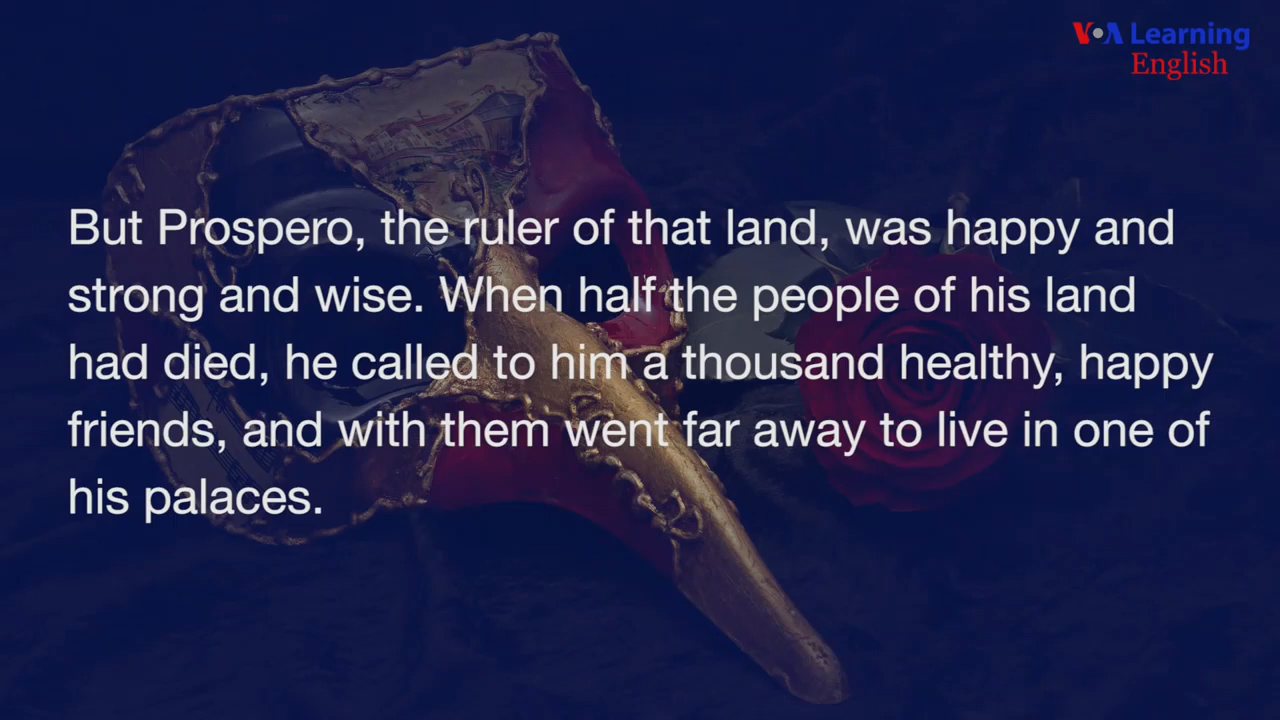 VOA Learning
English
But Prospero, the ruler of that land, was happy and
strong and wise. When half the people of his land
had died, he called to him a thousand healthy, happy
friends, and with them went far away to live in one of
his palaces.